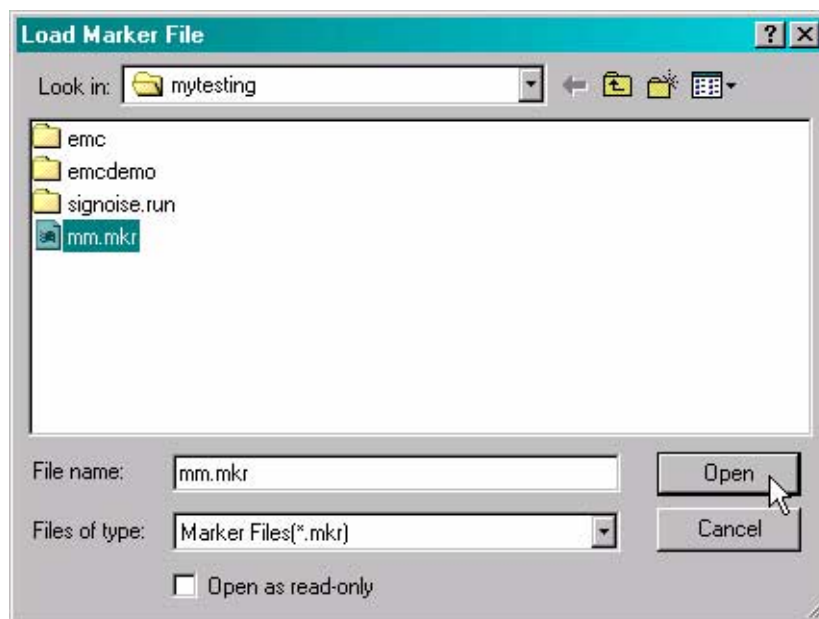 Load Marker File
Look in: mytesting
emc
emcdemo
signoise.run
mm.mkr
File name: mm.mkr Open
Files of type: Marker Files(*.mkr) Cancel
Open as read-only